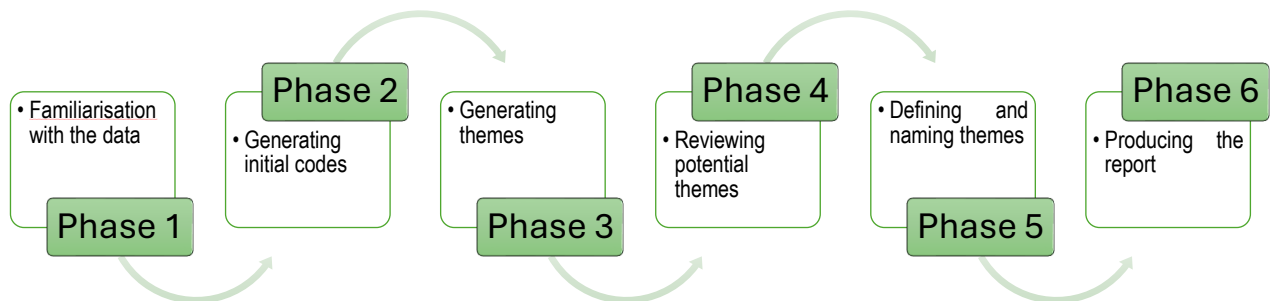 • Familiarisation
with the data
Phase 1
Phase 2
• Generating
initial codes
• Generating
themes
Phase 3
Phase 4
• Reviewing
potential
themes
• Defining and
naming themes
Phase 5
Phase 6
• Producing the
report